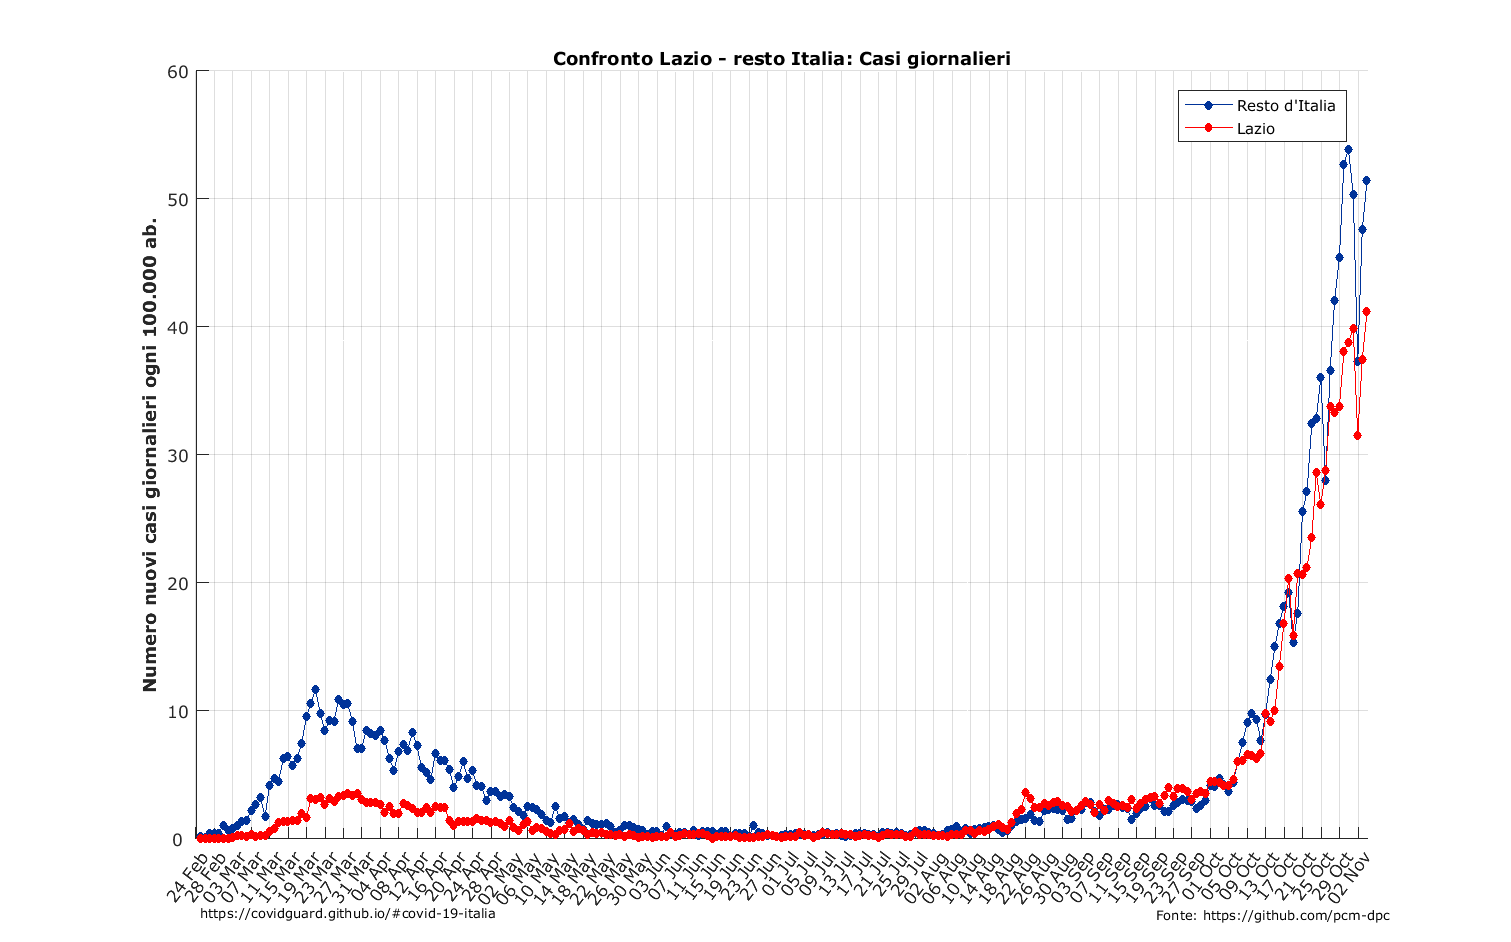 Confronto Lazio - resto Italia: Casi giornalieri
Resto d'Italia
Lazio
Numero nuovi casi giornalieri ogni 100.000 ab.
60
50
40
30
20
10
0
24 Feb
28 Feb
03 Mar
07 Mar
11 Mar
15 Mar
19 Mar
23 Mar
27 Mar
31 Mar
04 Apr
08 Apr
12 Apr
16 Apr
20 Apr
24 Apr
28 Apr
02 May
06 May
10 May
14 May
18 May
22 May
26 May
30 May
03 Jun
07 Jun
11 Jun
15 Jun
19 Jun
23 Jun
27 Jun
01 Jul
05 Jul
09 Jul
13 Jul
17 Jul
21 Jul
25 Jul
29 Jul
02 Aug
06 Aug
10 Aug
14 Aug
18 Aug
22 Aug
26 Aug
30 Aug
03 Sep
07 Sep
11 Sep
15 Sep
19 Sep
23 Sep
27 Sep
01 Oct
05 Oct
09 Oct
13 Oct
17 Oct
21 Oct
25 Oct
29 Oct
02 Nov
https://covidguard.github.io/#covid-19-italia
Fonte: https://github.com/pcm-dpc